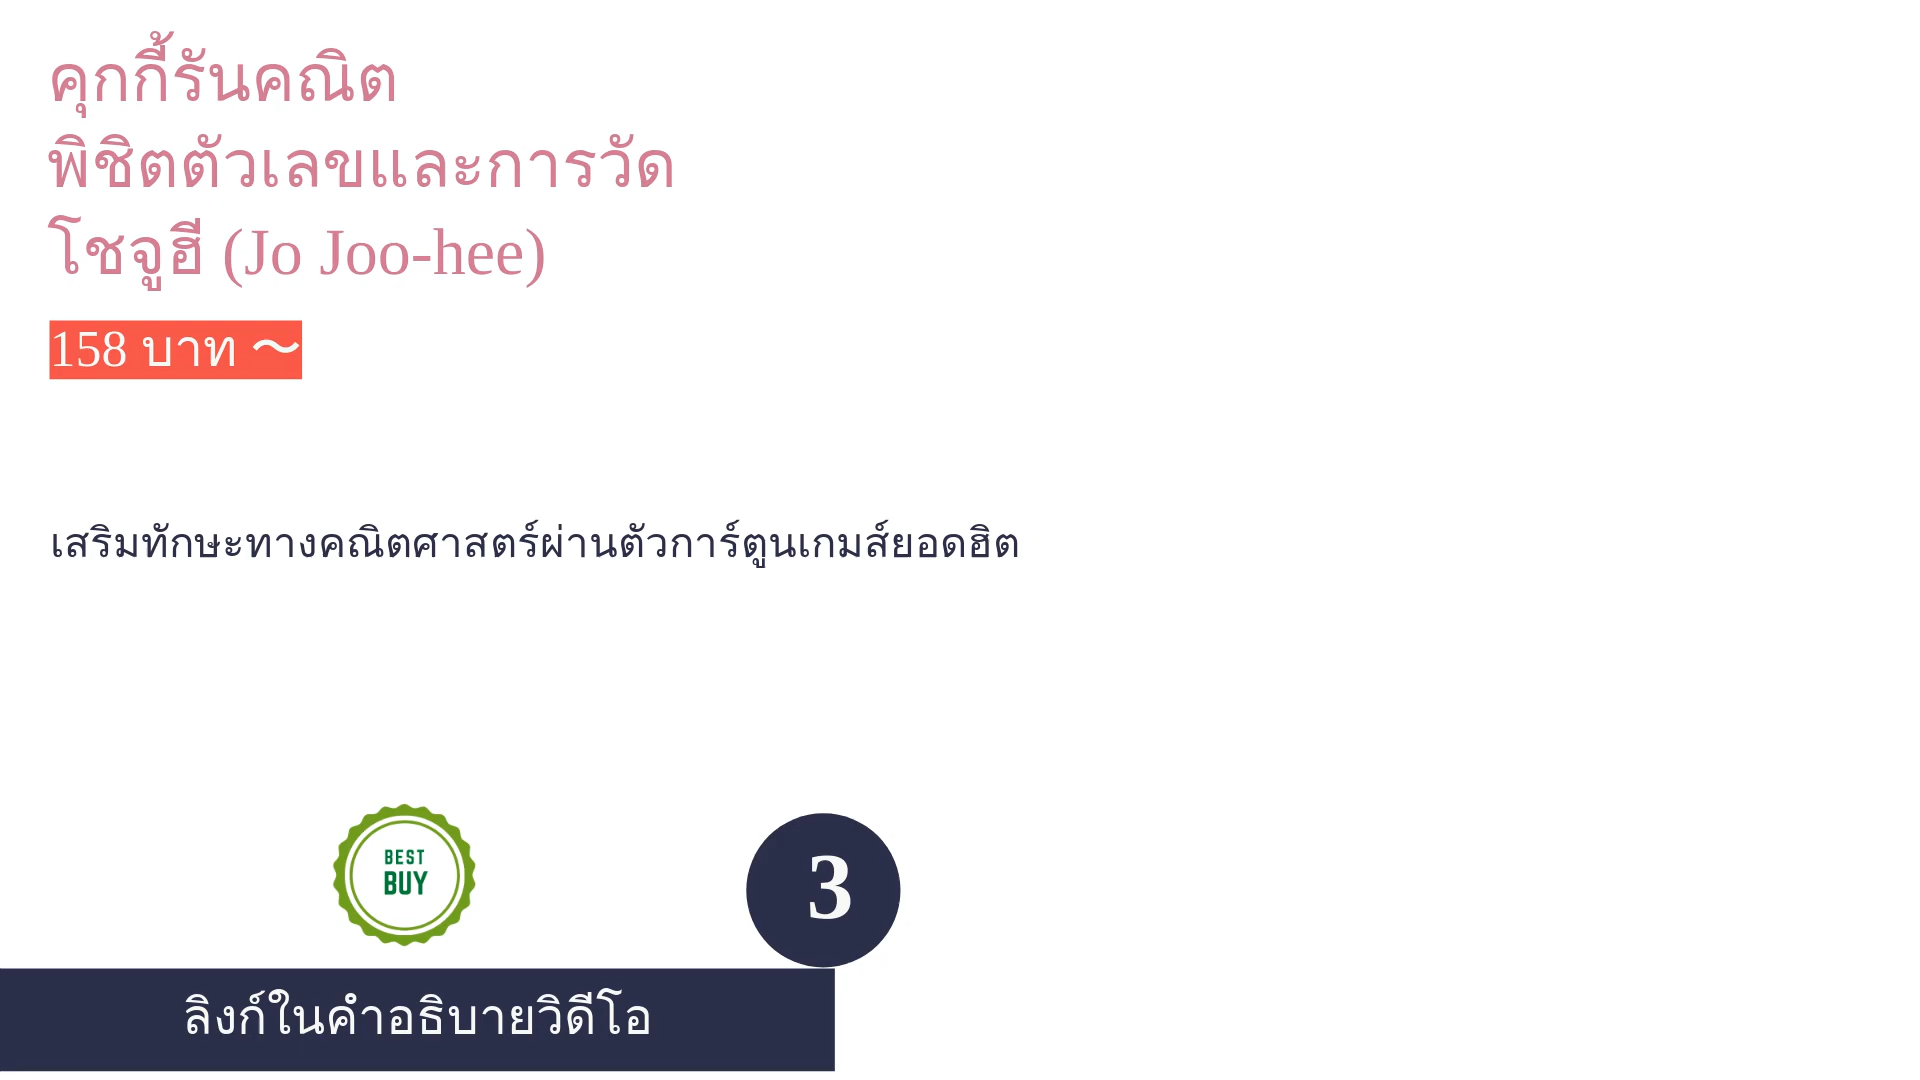 คุกกี้รันคณิต
พิชิตตัวเลขและการวัด
โชจูฮี (Jo Joo-hee)
158 บาท ～
เสริมทักษะทางคณิตศาสตร์ผ่านตัวการ์ตูนเกมส์ยอดฮิต
BEST
BUY
3
ลิงก์ในคำอธิบายวิดีโอ